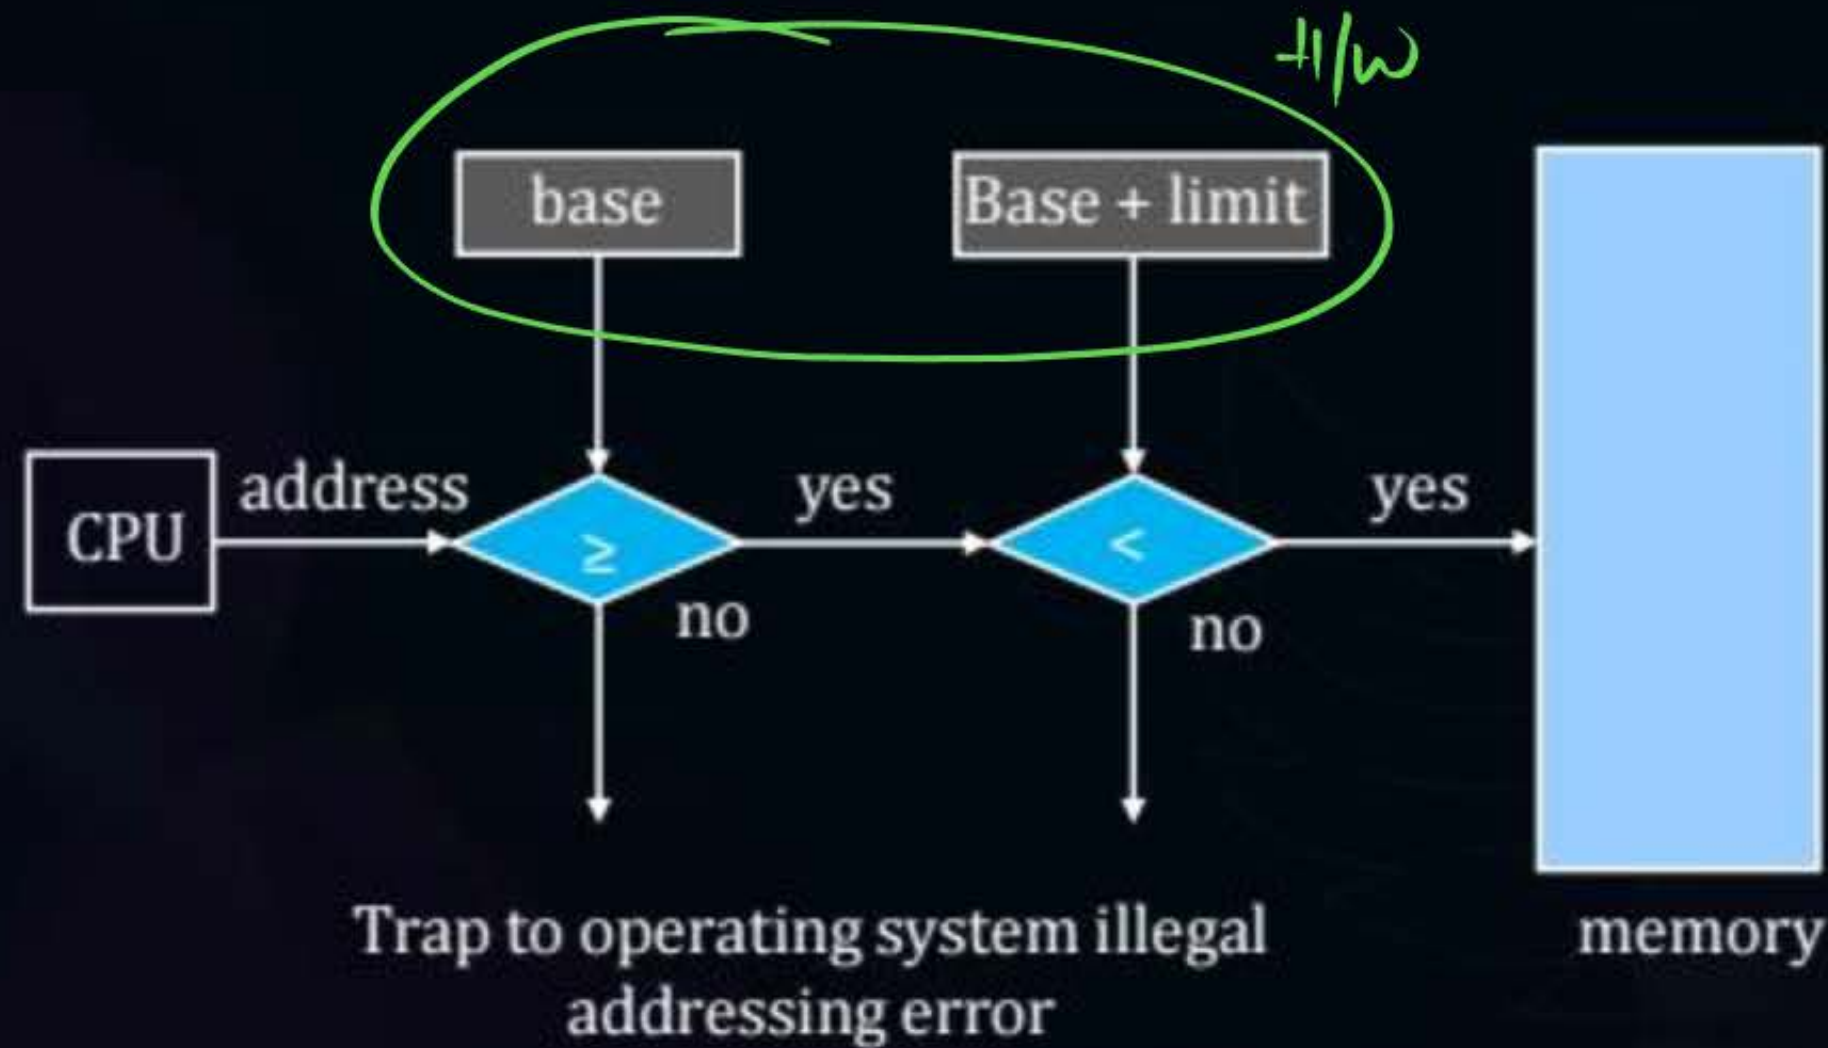 H/W
base
Base + limit
address
yes
yes
CPU
≥
<
no
no
Trap to operating system illegal
addressing error
memory